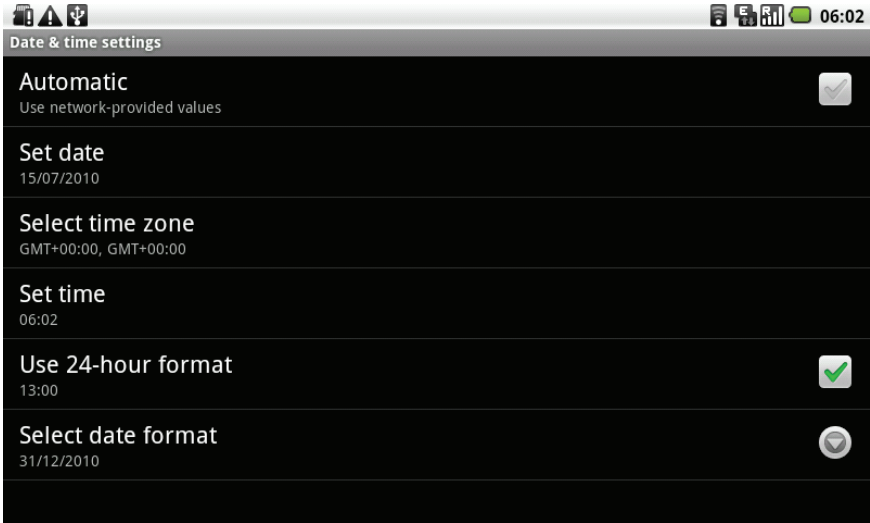 06:02
Date & time settings
Automatic
Use network-provided values
Set date
15/07/2010
Select time zone
GMT+00:00, GMT+00:00
Set time
06:02
Use 24-hour format
13:00
Select date format
31/12/2010